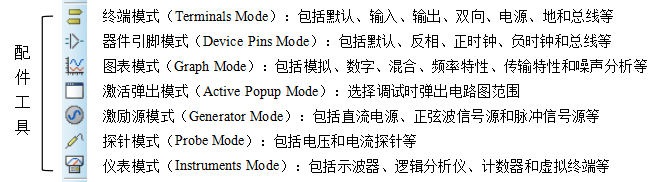 配件工具
终端模式（Terminals Mode）：包括默认、输入、输出、双向、电源、地和总线等
器件引脚模式（Device Pins Mode）：包括默认、反相、正时钟、负时钟和总线等
图表模式（Graph Mode）：包括模拟、数字、混合、频率特性、传输特性和噪声分析等
激活弹出模式（Active Popup Mode）：选择调试时弹出电路图范围
激励源模式（Generator Mode）：包括直流电源、正弦波信号源和脉冲信号源等
探针模式（Probe Mode）：包括电压和电流探针等
仪表模式（Instruments Mode）：包括示波器、逻辑分析仪、计数器和虚拟终端等